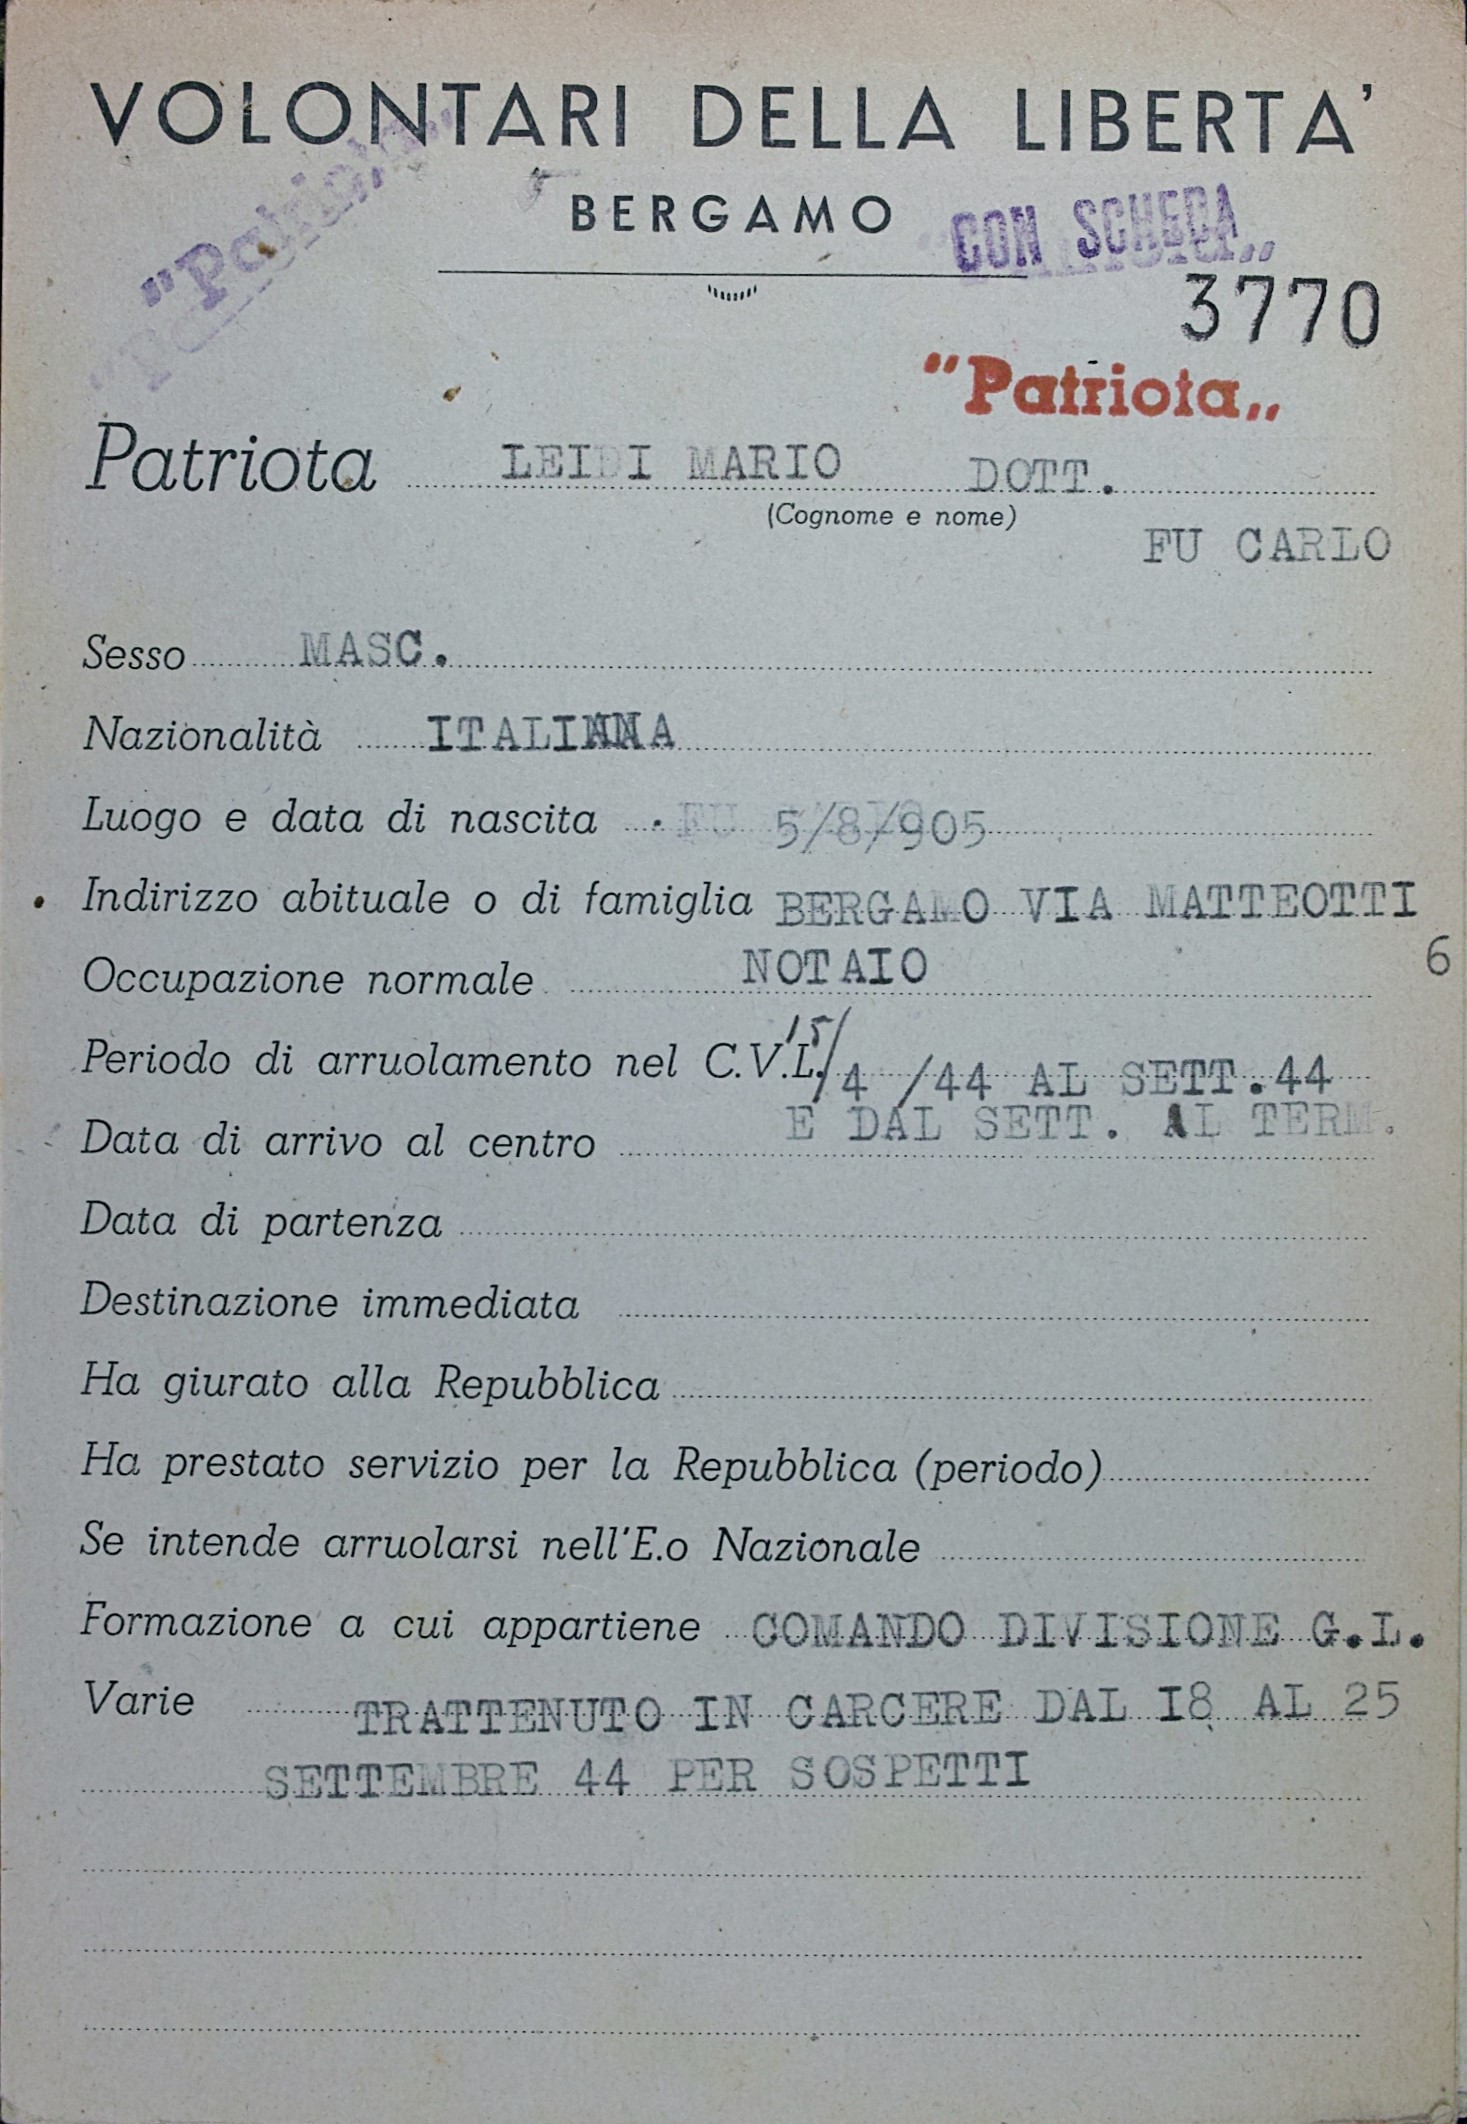 VOLONTARI DELLA LIBERTA'
"Patriota„
BERGAMO
CON SCHEDA
3770
"Patriota„
Patriota LEIDI MARIO DOTT.
(Cognome e nome)
FU CARLO
Sesso MASC.
Nazionalità ITALIANA
Luogo e data di nascita FU 5/8/905
Indirizzo abituale o di famiglia BERGAMO VIA MATTEOTTI
6
Occupazione normale NOTAIO
Periodo di arruolamento nel C.V.L. 15/4/44 AL SETT.44
E DAL SETT. AL TERM.
Data di arrivo al centro
Data di partenza
Destinazione immediata
Ha giurato alla Repubblica
Ha prestato servizio per la Repubblica (periodo)
Se intende arruolarsi nell'E.o Nazionale
Formazione a cui appartiene COMANDO DIVISIONE G.L.
Varie TRATTENUTO IN CARCERE DAL I8 AL 25
SETTEMBRE 44 PER SOSPETTI